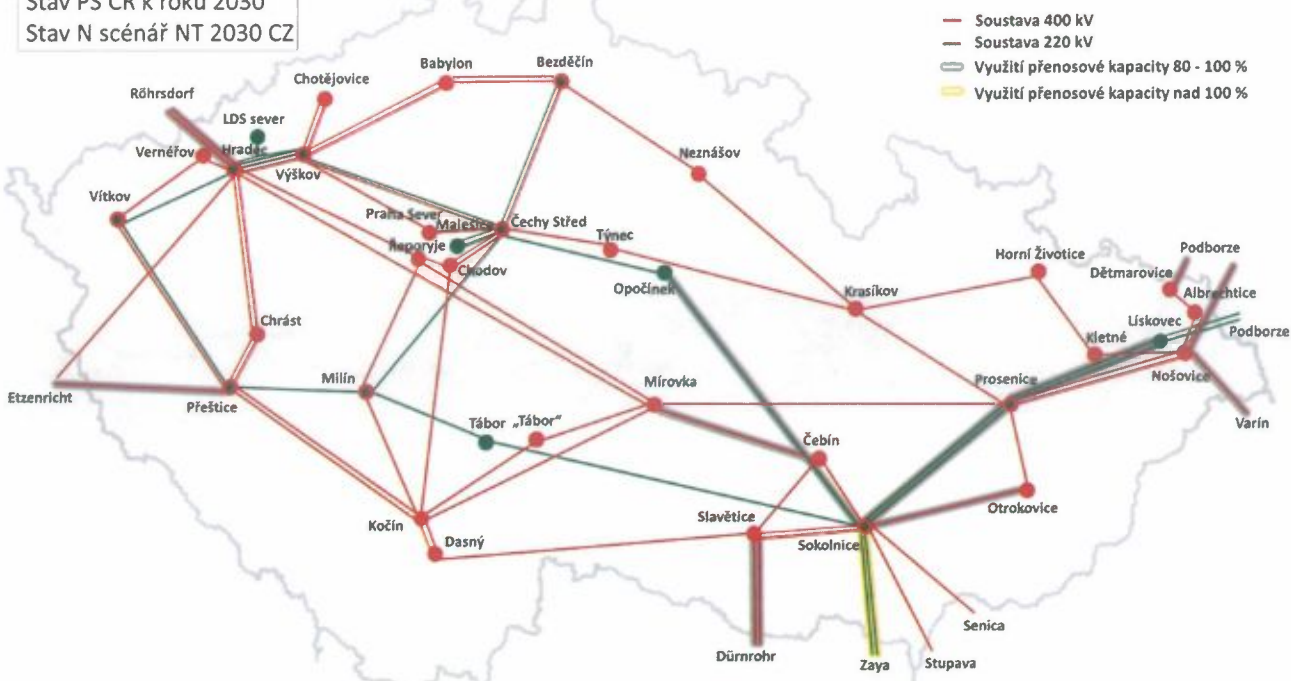 Stav PS ČR k roku 2030
Stav N scénář NT 2030 CZ
Soustava 400 kV
Soustava 220 kV
Využití přenosové kapacity 80 - 100 %
Využití přenosové kapacity nad 100 %
Babylon
Bezděčín
Chotějovice
Röhrsdorf
LDS sever
Vernéřov
Hradec
Výškov
Neznášov
Vítkov
Praha Sever
Malešice
Čechy Střed
Týnec
Řeporyje
Chodov
Opočínek
Horní Životice
Podborze
Dětmarovice
Albrechtice
Krasíkov
Lískovec
Podborze
Kletné
Nošovice
Chrást
Etzenricht
Přeštice
Milín
Mírovka
Prosenice
Varín
Tábor
„Tábor“
Čebín
Otrokovice
Kočín
Dasný
Slavětice
Sokolnice
Senica
Dürnrohr
Zaya
Stupava